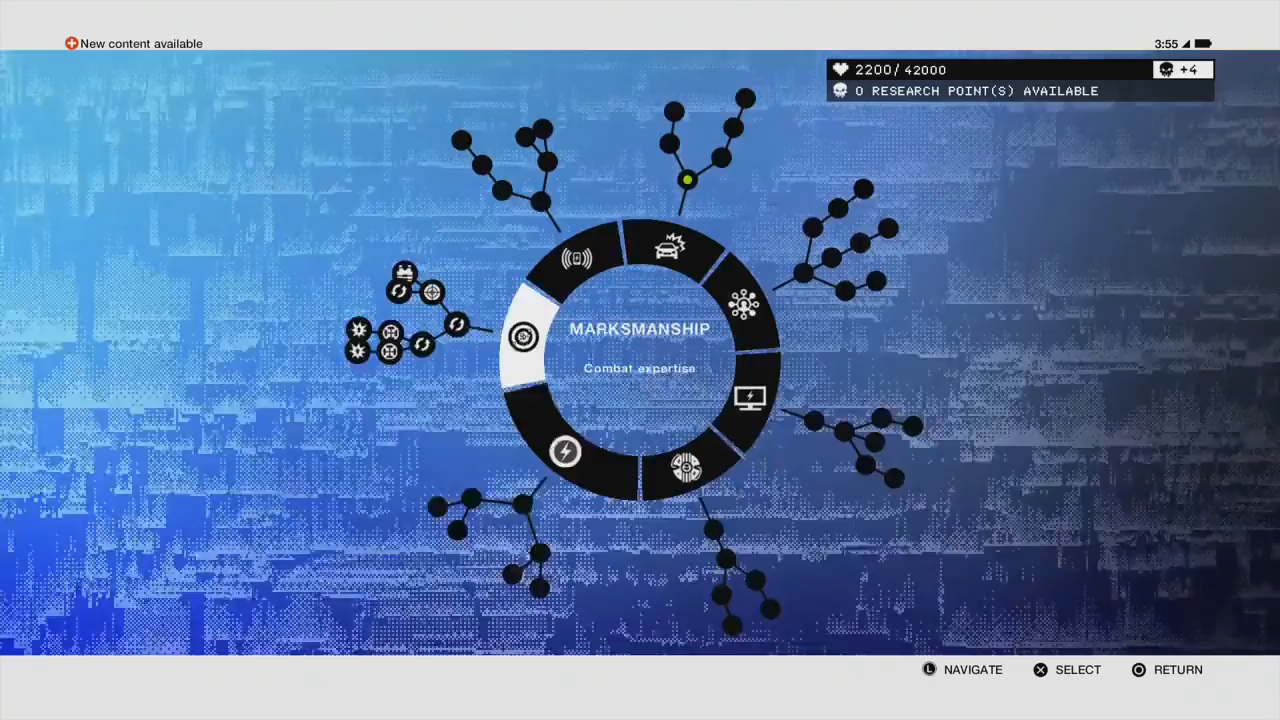 New content available
3:55
2200/ 42000
+4
0 RESEARCH POINT(S) AVAILABLE
MARKSMANSHIP
Combat expertise
L NAVIGATE
SELECT
RETURN